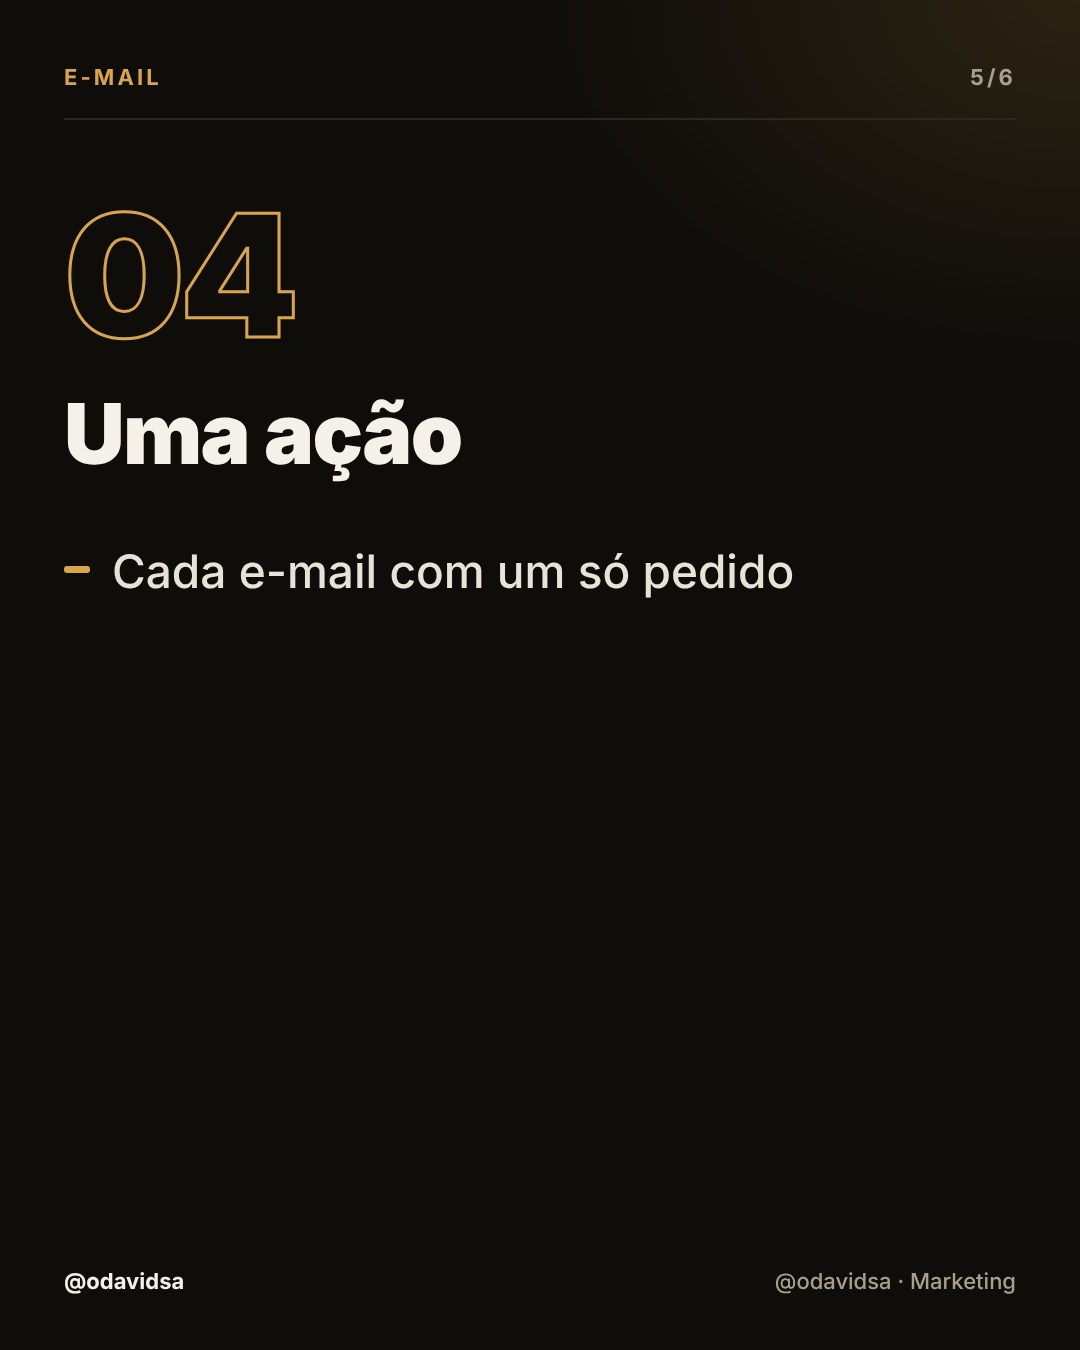 E-MAIL
5/6
04
Uma ação
Cada e-mail com um só pedido
@odavidsa
@odavidsa · Marketing